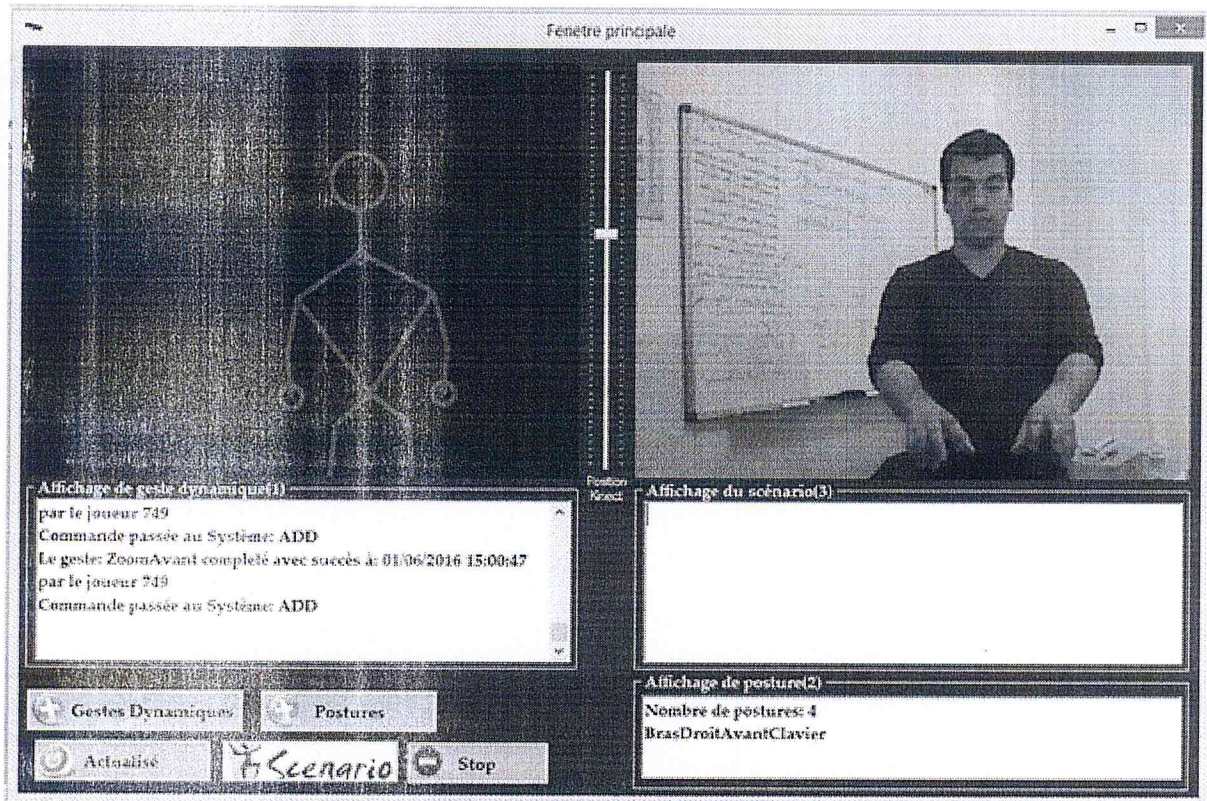 Fenetre principale
Position
Kinect
Affichage de geste dynamique(1)
par le joueur 749
Commande passée au Système: ADD
Le geste: ZoomAvant completé avec succès à: 01/06/2016 15:00:47
par le joueur 749
Commande passée au Système: ADD
Affichage du scénario(3)
Gestes Dynamiques
Postures
Actualisé
Scenario
Stop
Affichage de posture(2)
Nombre de postures: 4
BrasDroitAvantClavier